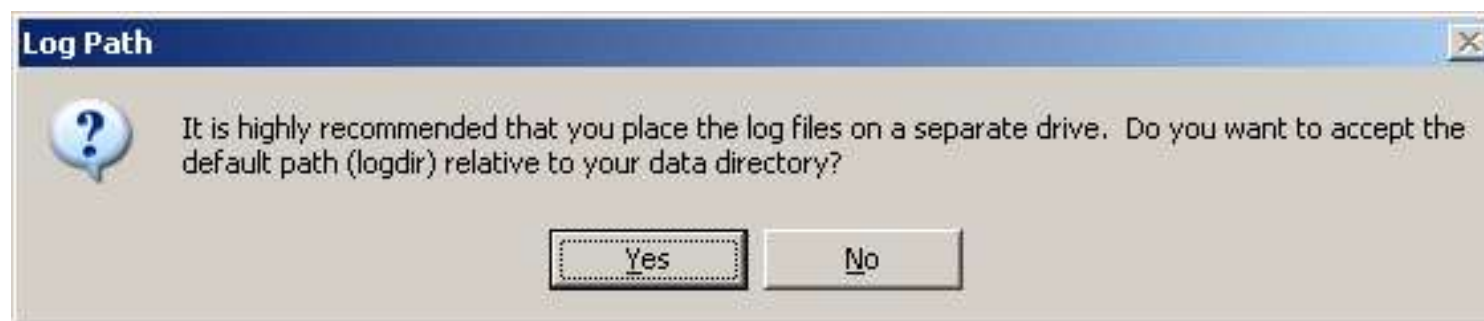 Log Path
It is highly recommended that you place the log files on a separate drive.  Do you want to accept the
default path (logdir) relative to your data directory?
Yes
No